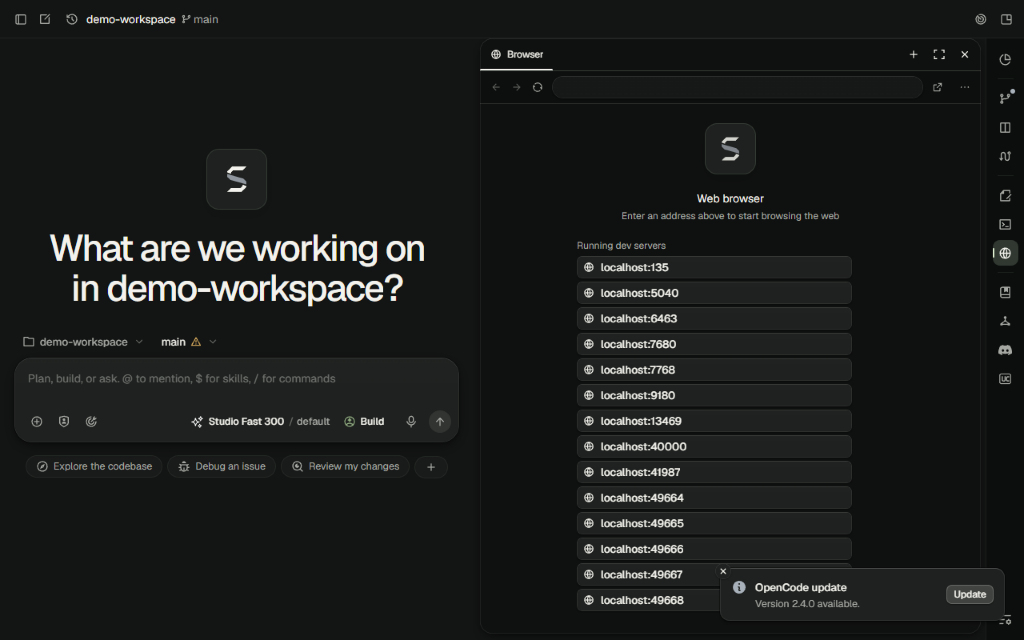 demo-workspace main
Browser
Web browser
Enter an address above to start browsing the web
Running dev servers
localhost:135
localhost:5040
localhost:6463
localhost:7680
localhost:7768
localhost:9180
localhost:13469
localhost:40000
localhost:41987
localhost:49664
localhost:49665
localhost:49666
localhost:49667
localhost:49668
What are we working on
in demo-workspace?
demo-workspace main
Plan, build, or ask. @ to mention, $ for skills, / for commands
Studio Fast 300 / default Build
Explore the codebase Debug an issue Review my changes
UC
OpenCode update
Version 2.4.0 available.
Update